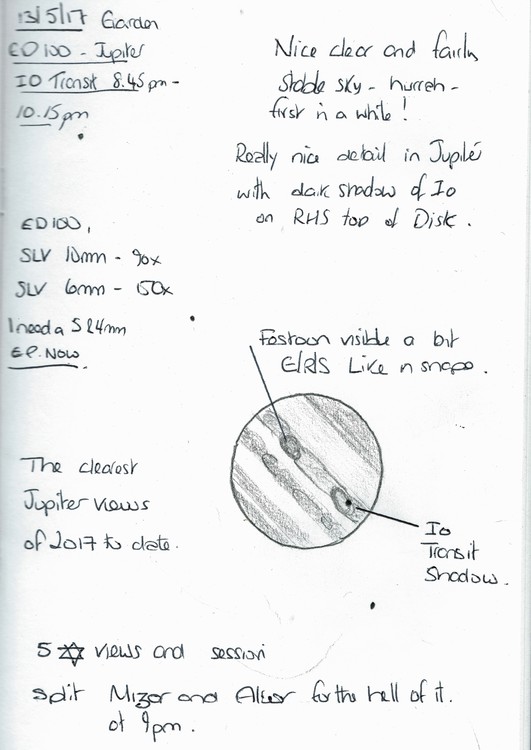 13/5/17 Garden
ED100 - Jupiter
IO Transit 8.45pm -
10.15pm
Nice clear and fairly
stable sky - hurrah -
first in a while!
Really nice detail in Jupiter
with dark shadow of Io
on RHS top of Disk.
ED100,
SLV 10mm - 90x
SLV 6mm - 150x
I need a
EP. Now.
Festoon visible a bit
Like in shape.
The clearest
Jupiter views
of 2017 to date.
Io
Transit
Shadow.
5 views and session
split Mizar and Alcor for the hell of it.
at 9pm.